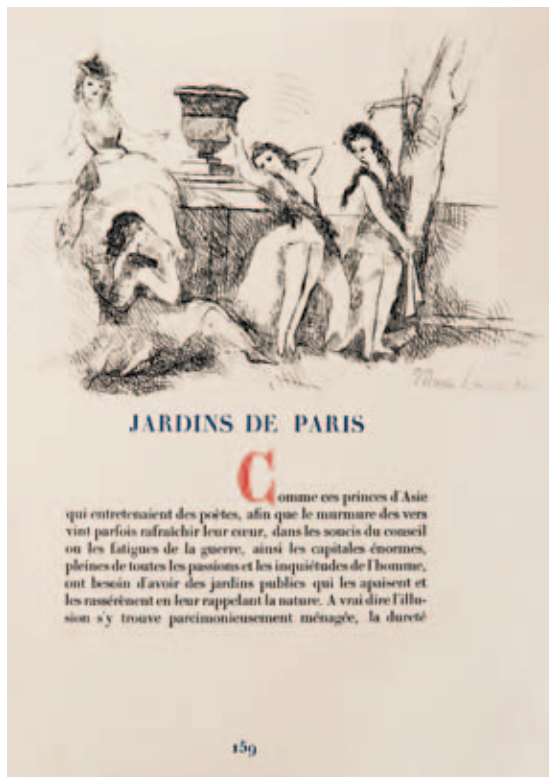 JARDINS DE PARIS
Comme ces princes d'Asie
qui entretenaient des poètes, afin que le murmure des vers
vint parfois rafraîchir leur cœur, dans les soucis du conseil
ou les fatigues de la guerre, ainsi les capitales énormes,
pleines de toutes les passions et les inquiétudes de l'homme,
ont besoin d'avoir des jardins publics qui les apaisent et
les rassérènent en leur rappelant la nature. A vrai dire l'illu-
sion s'y trouve parcimonieusement ménagée, la dureté
159